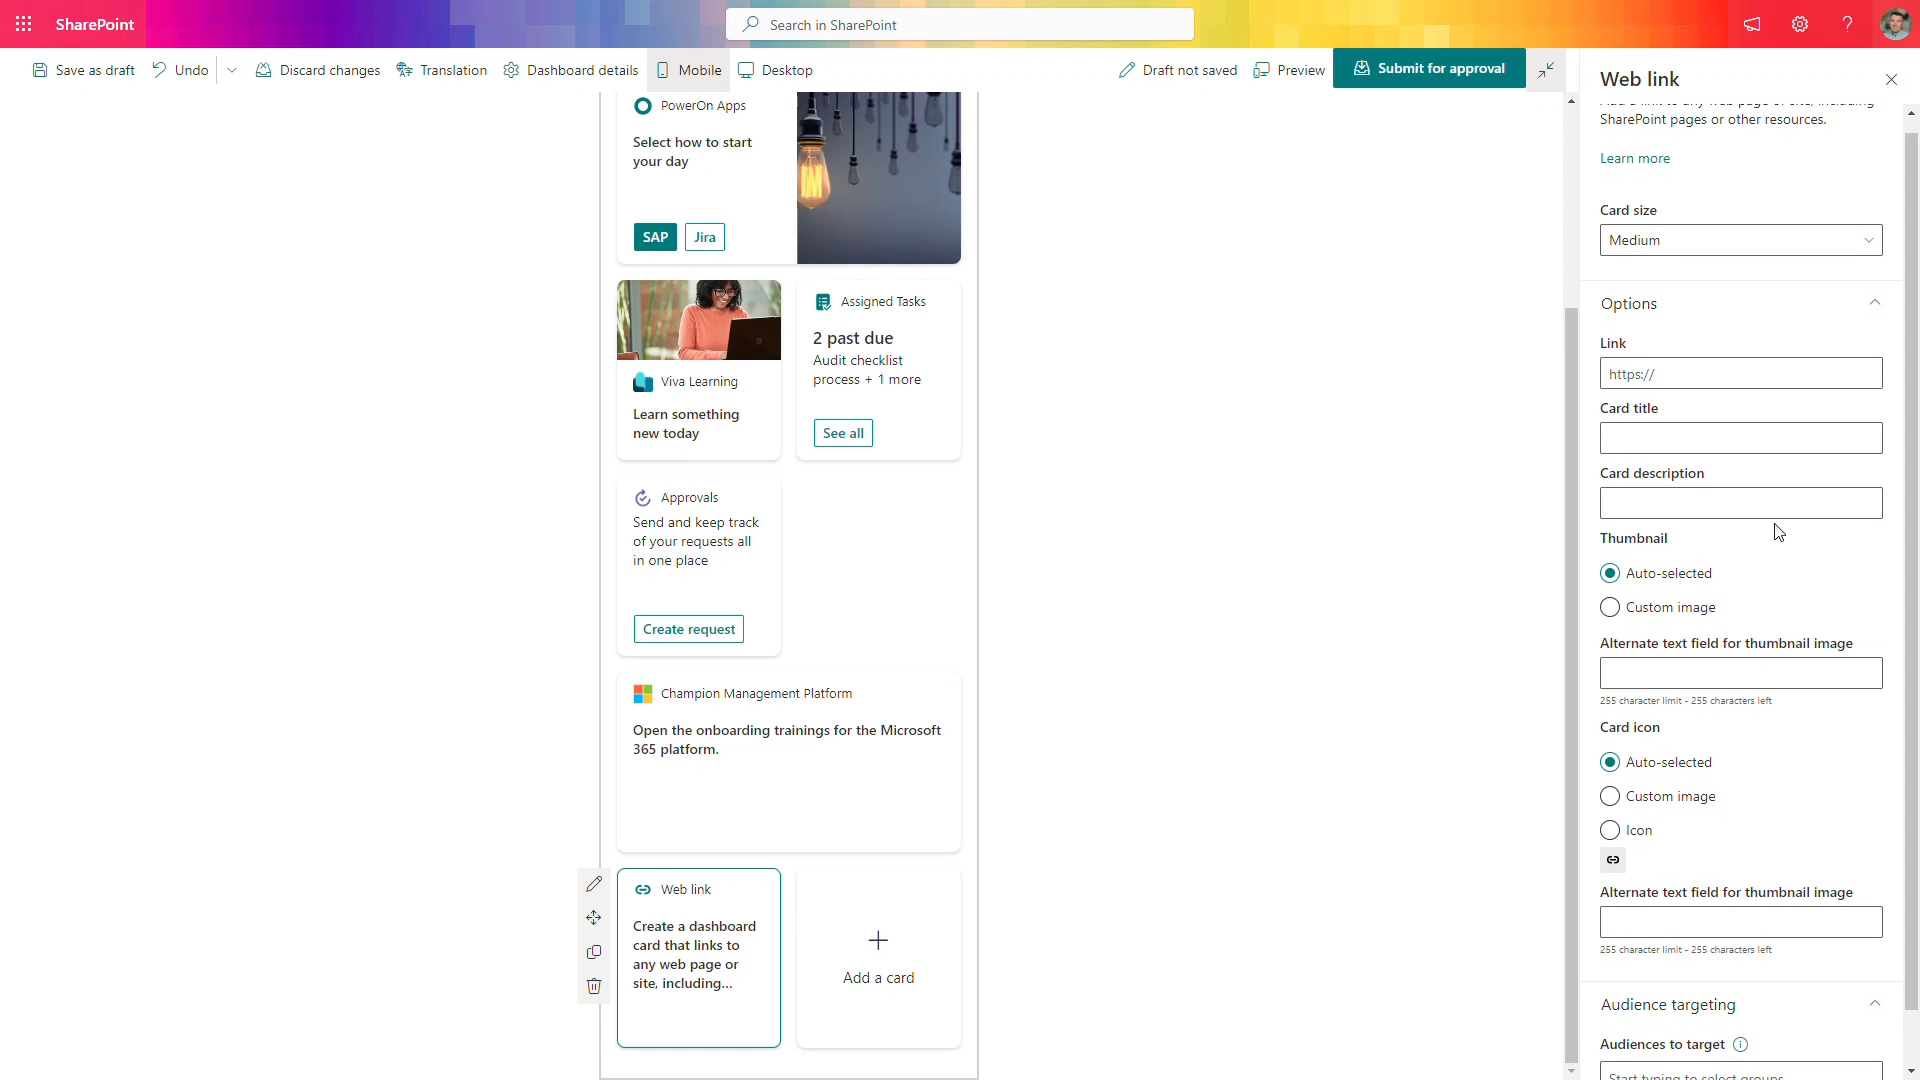 SharePoint
Search in SharePoint
?
Save as draft
Undo
Discard changes
Translation
Dashboard details
Mobile
Desktop
Draft not saved
Preview
Submit for approval
PowerOn Apps
Select how to start
your day
SAP
Jira
Viva Learning
Learn something
new today
Assigned Tasks
2 past due
Audit checklist
process + 1 more
See all
Approvals
Send and keep track
of your requests all
in one place
Create request
Champion Management Platform
Open the onboarding trainings for the Microsoft
365 platform.
Web link
Create a dashboard
card that links to
any web page or
site, including...
Add a card
Web link
SharePoint pages or other resources.
Learn more
Card size
Medium
Options
Link
https://
Card title
Card description
Thumbnail
Auto-selected
Custom image
Alternate text field for thumbnail image
255 character limit - 255 characters left
Card icon
Auto-selected
Custom image
Icon
Alternate text field for thumbnail image
255 character limit - 255 characters left
Audience targeting
Audiences to target
Start typing to select groups